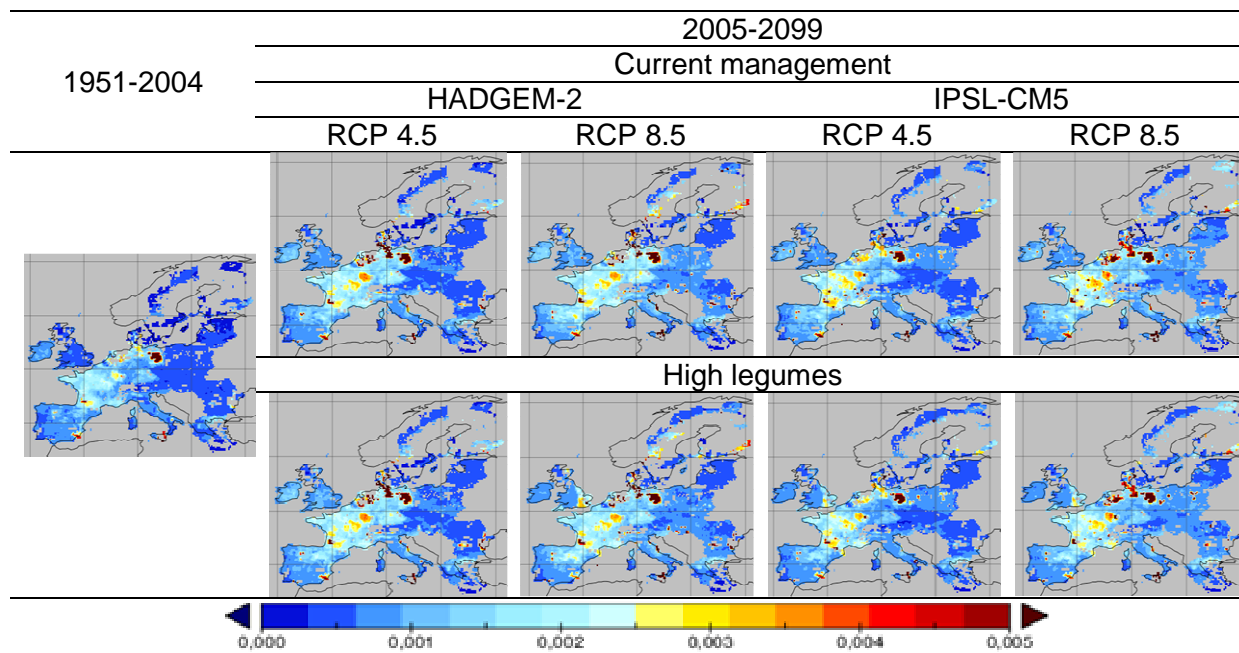 2005-2099
1951-2004
Current management
HADGEM-2 IPSL-CM5
RCP 4.5 RCP 8.5 RCP 4.5 RCP 8.5
High legumes
0,000 0,001 0,002 0,003 0,004 0,005